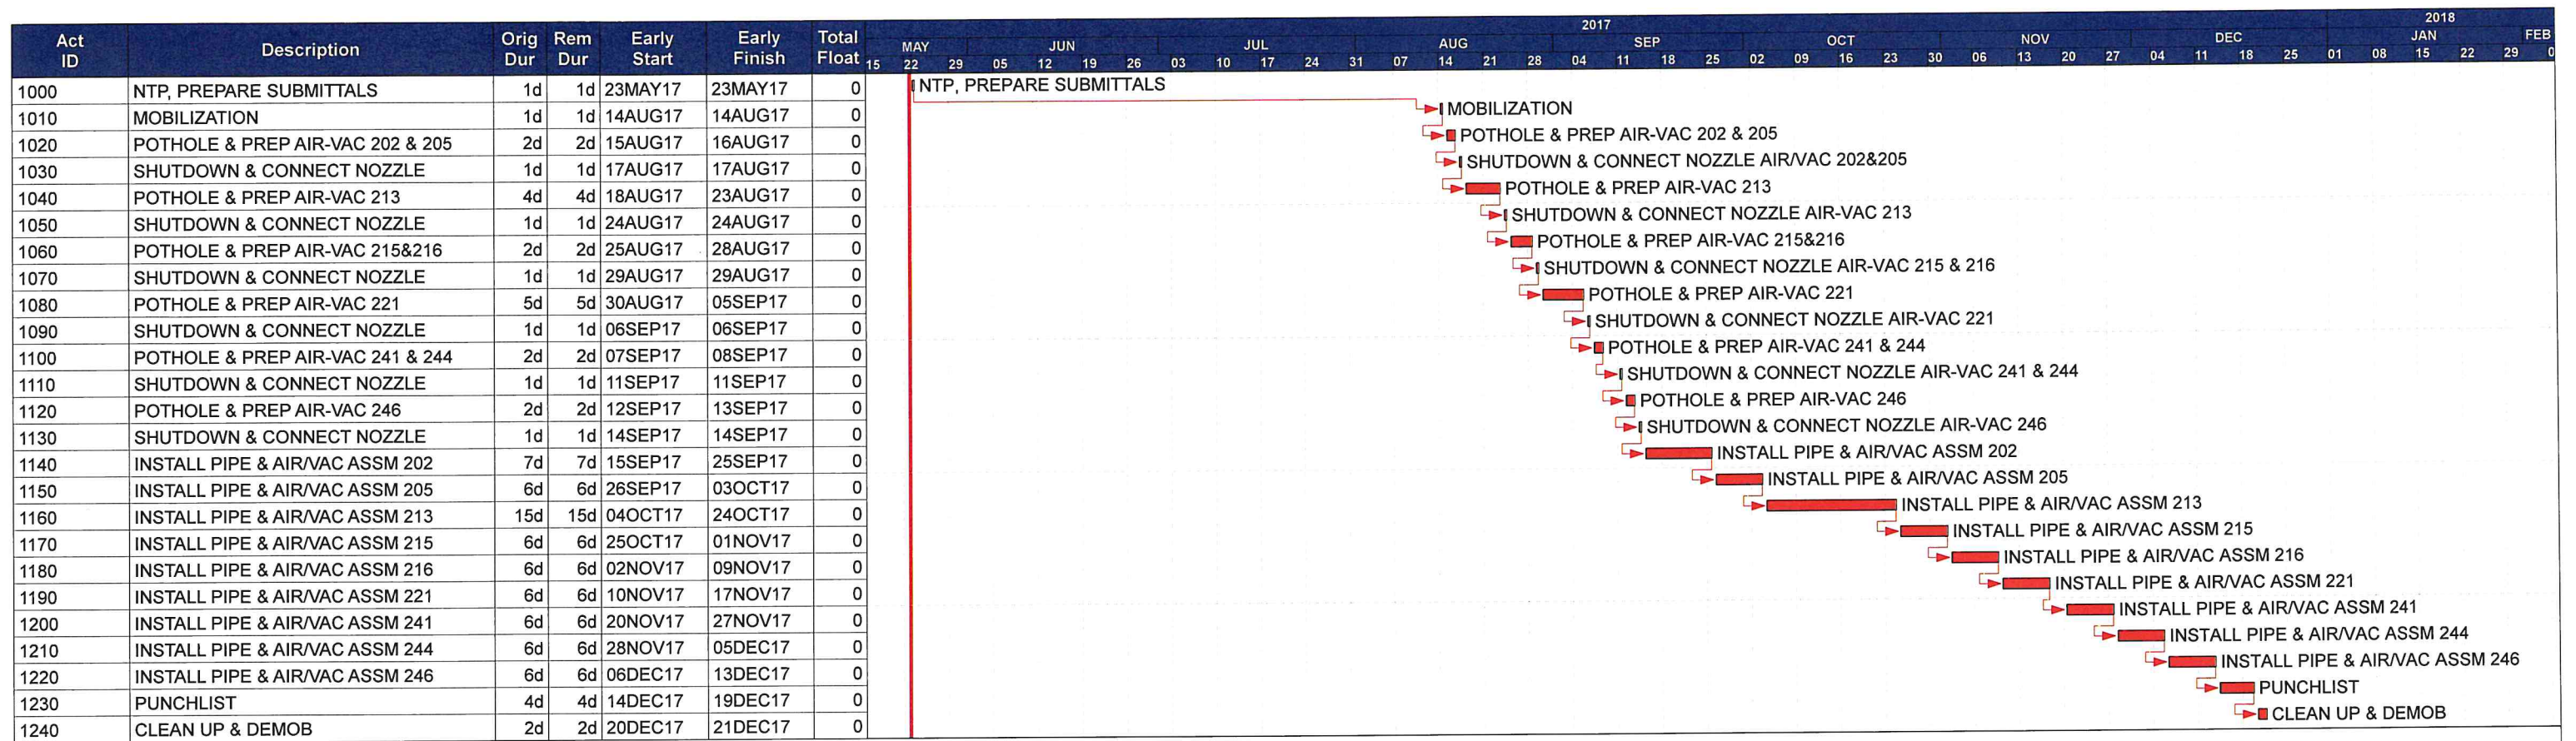 2017 2018
MAY JUN JUL AUG SEP OCT NOV DEC JAN FEB
Act ID Description Orig Dur Rem Dur Early Start Early Finish Total Float 15 22 29 05 12 19 26 03 10 17 24 31 07 14 21 28 04 11 18 25 02 09 16 23 30 06 13 20 27 04 11 18 25 01 08 15 22 29 0
1000 NTP, PREPARE SUBMITTALS 1d 1d 23MAY17 23MAY17 0 NTP, PREPARE SUBMITTALS
1010 MOBILIZATION 1d 1d 14AUG17 14AUG17 0 MOBILIZATION
1020 POTHOLE & PREP AIR-VAC 202 & 205 2d 2d 15AUG17 16AUG17 0 POTHOLE & PREP AIR-VAC 202 & 205
1030 SHUTDOWN & CONNECT NOZZLE 1d 1d 17AUG17 17AUG17 0 SHUTDOWN & CONNECT NOZZLE AIR/VAC 202&205
1040 POTHOLE & PREP AIR-VAC 213 4d 4d 18AUG17 23AUG17 0 POTHOLE & PREP AIR-VAC 213
1050 SHUTDOWN & CONNECT NOZZLE 1d 1d 24AUG17 24AUG17 0 SHUTDOWN & CONNECT NOZZLE AIR-VAC 213
1060 POTHOLE & PREP AIR-VAC 215&216 2d 2d 25AUG17 28AUG17 0 POTHOLE & PREP AIR-VAC 215&216
1070 SHUTDOWN & CONNECT NOZZLE 1d 1d 29AUG17 29AUG17 0 SHUTDOWN & CONNECT NOZZLE AIR-VAC 215 & 216
1080 POTHOLE & PREP AIR-VAC 221 5d 5d 30AUG17 05SEP17 0 POTHOLE & PREP AIR-VAC 221
1090 SHUTDOWN & CONNECT NOZZLE 1d 1d 06SEP17 06SEP17 0 SHUTDOWN & CONNECT NOZZLE AIR-VAC 221
1100 POTHOLE & PREP AIR-VAC 241 & 244 2d 2d 07SEP17 08SEP17 0 POTHOLE & PREP AIR-VAC 241 & 244
1110 SHUTDOWN & CONNECT NOZZLE 1d 1d 11SEP17 11SEP17 0 SHUTDOWN & CONNECT NOZZLE AIR-VAC 241 & 244
1120 POTHOLE & PREP AIR-VAC 246 2d 2d 12SEP17 13SEP17 0 POTHOLE & PREP AIR-VAC 246
1130 SHUTDOWN & CONNECT NOZZLE 1d 1d 14SEP17 14SEP17 0 SHUTDOWN & CONNECT NOZZLE AIR-VAC 246
1140 INSTALL PIPE & AIR/VAC ASSM 202 7d 7d 15SEP17 25SEP17 0 INSTALL PIPE & AIR/VAC ASSM 202
1150 INSTALL PIPE & AIR/VAC ASSM 205 6d 6d 26SEP17 03OCT17 0 INSTALL PIPE & AIR/VAC ASSM 205
1160 INSTALL PIPE & AIR/VAC ASSM 213 15d 15d 04OCT17 24OCT17 0 INSTALL PIPE & AIR/VAC ASSM 213
1170 INSTALL PIPE & AIR/VAC ASSM 215 6d 6d 25OCT17 01NOV17 0 INSTALL PIPE & AIR/VAC ASSM 215
1180 INSTALL PIPE & AIR/VAC ASSM 216 6d 6d 02NOV17 09NOV17 0 INSTALL PIPE & AIR/VAC ASSM 216
1190 INSTALL PIPE & AIR/VAC ASSM 221 6d 6d 10NOV17 17NOV17 0 INSTALL PIPE & AIR/VAC ASSM 221
1200 INSTALL PIPE & AIR/VAC ASSM 241 6d 6d 20NOV17 27NOV17 0 INSTALL PIPE & AIR/VAC ASSM 241
1210 INSTALL PIPE & AIR/VAC ASSM 244 6d 6d 28NOV17 05DEC17 0 INSTALL PIPE & AIR/VAC ASSM 244
1220 INSTALL PIPE & AIR/VAC ASSM 246 6d 6d 06DEC17 13DEC17 0 INSTALL PIPE & AIR/VAC ASSM 246
1230 PUNCHLIST 4d 4d 14DEC17 19DEC17 0 PUNCHLIST
1240 CLEAN UP & DEMOB 2d 2d 20DEC17 21DEC17 0 CLEAN UP & DEMOB